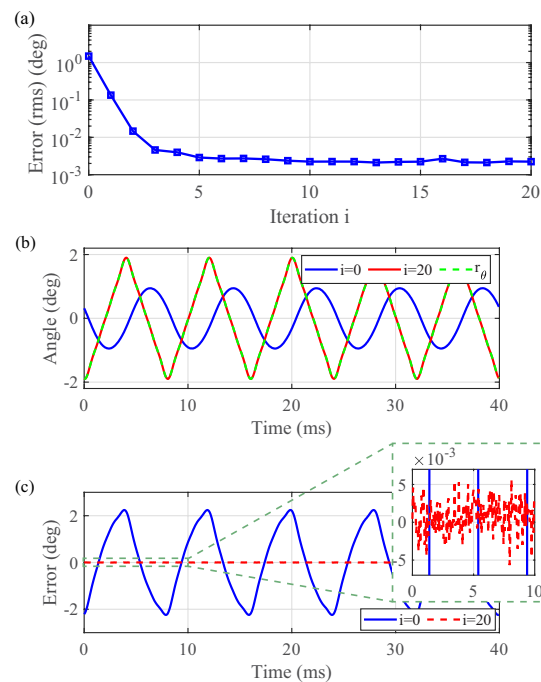 (a)
10^0
10^-1
10^-2
10^-3
Error (rms) (deg)
0 5 10 15 20
Iteration i
(b)
2
0
-2
Angle (deg)
i=0 i=20 r_θ
0 10 20 30 40
Time (ms)
(c)
2
0
-2
Error (deg)
×10^-3
5
0
-5
0 5 10
i=0 i=20
0 10 20 30 40
Time (ms)